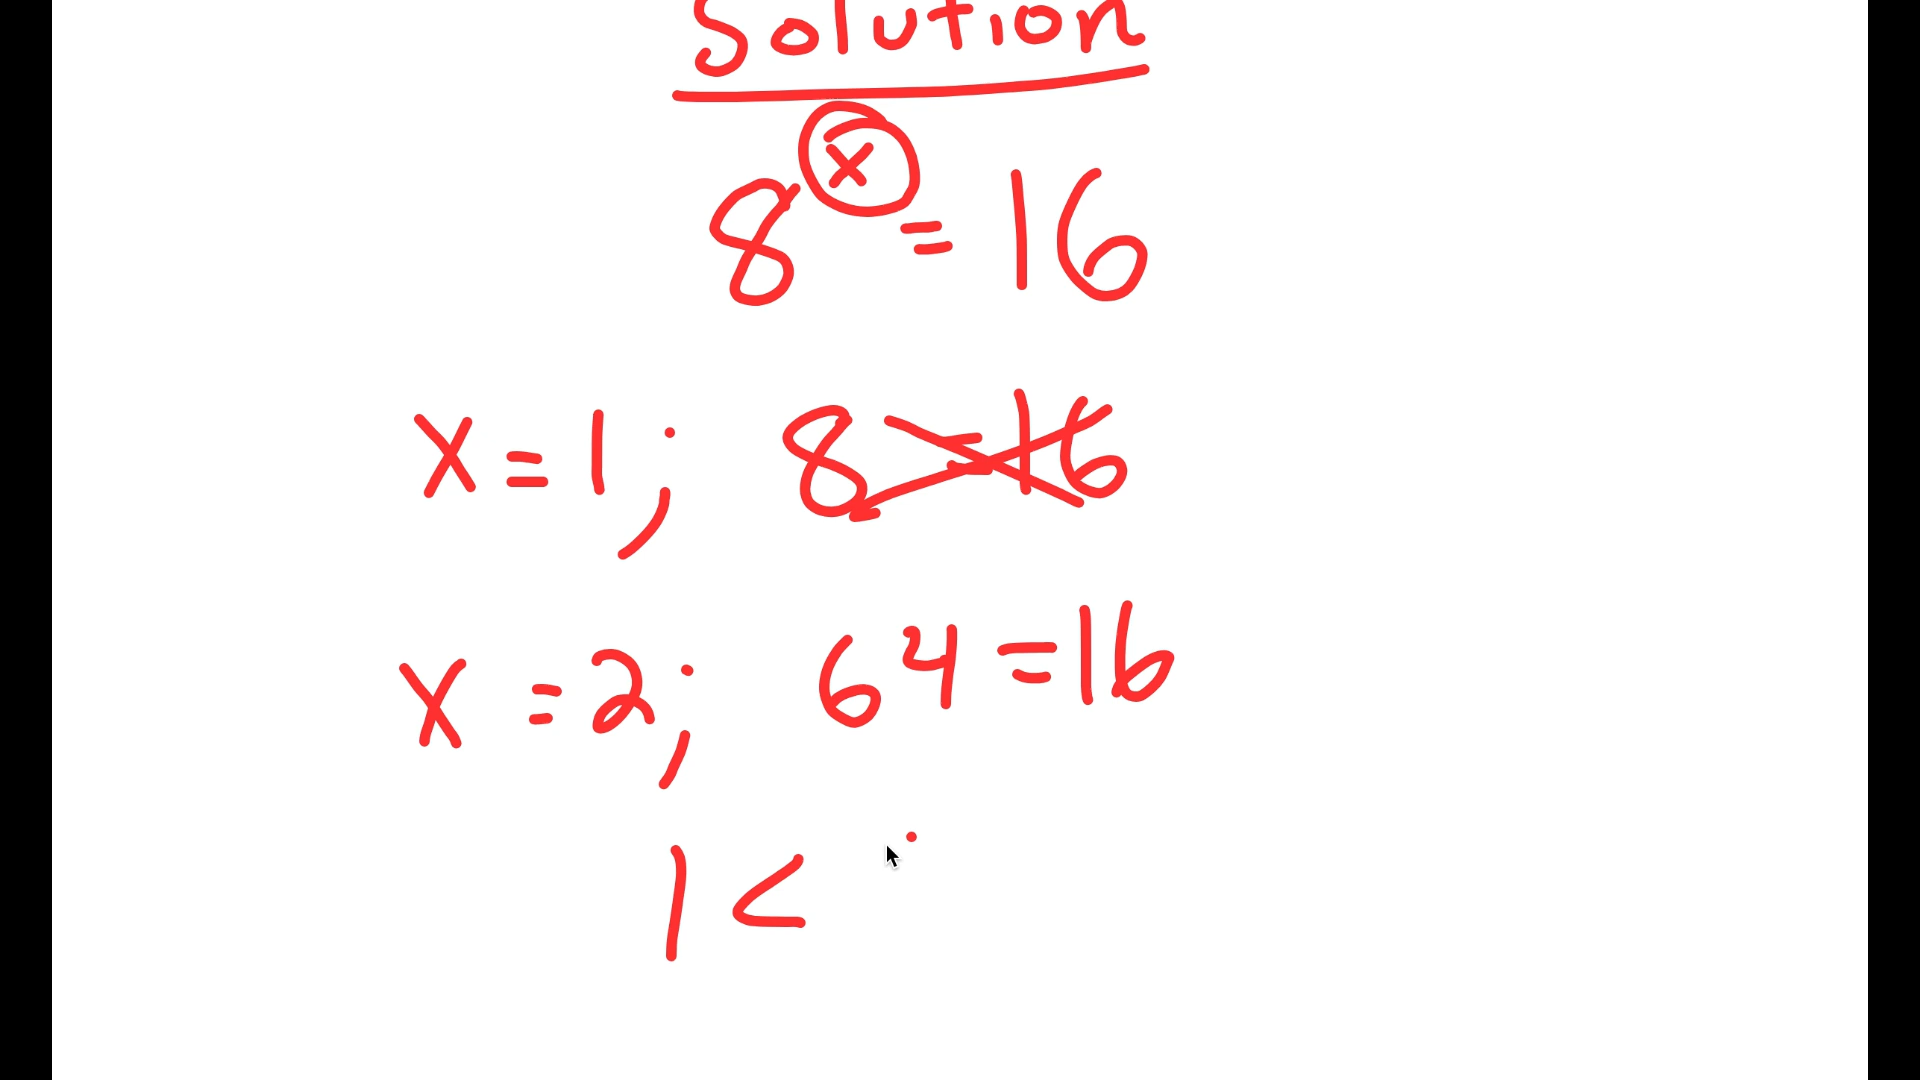 Solution
8^x = 16
x = 1; 8 = 16
x = 2; 64 = 16
1 <